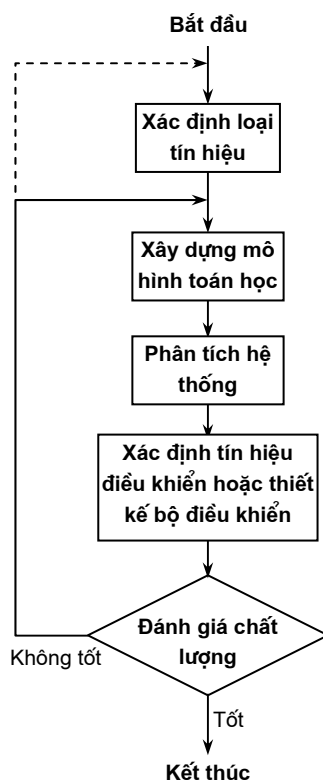 Bắt đầu
Xác định loại
tín hiệu
Xây dựng mô
hình toán học
Phân tích hệ
thống
Xác định tín hiệu
điều khiển hoặc thiết
kế bộ điều khiển
Đánh giá chất
lượng
Không tốt
Tốt
Kết thúc